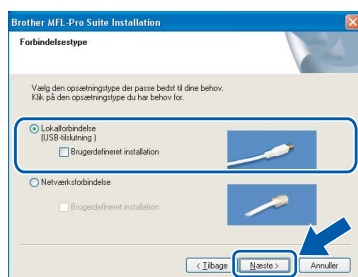 Brother MFL-Pro Suite Installation
Forbindelsestype
Vælg den opsætningstype der passe bedst til dine behov.
Klik på den opsætningstype du har behov for.
Lokalforbindelse
(USB-tilslutning )
Brugerdefineret installation
Netværksforbindelse
Brugerdefineret installation
< Tilbage
Næste >
Annuller